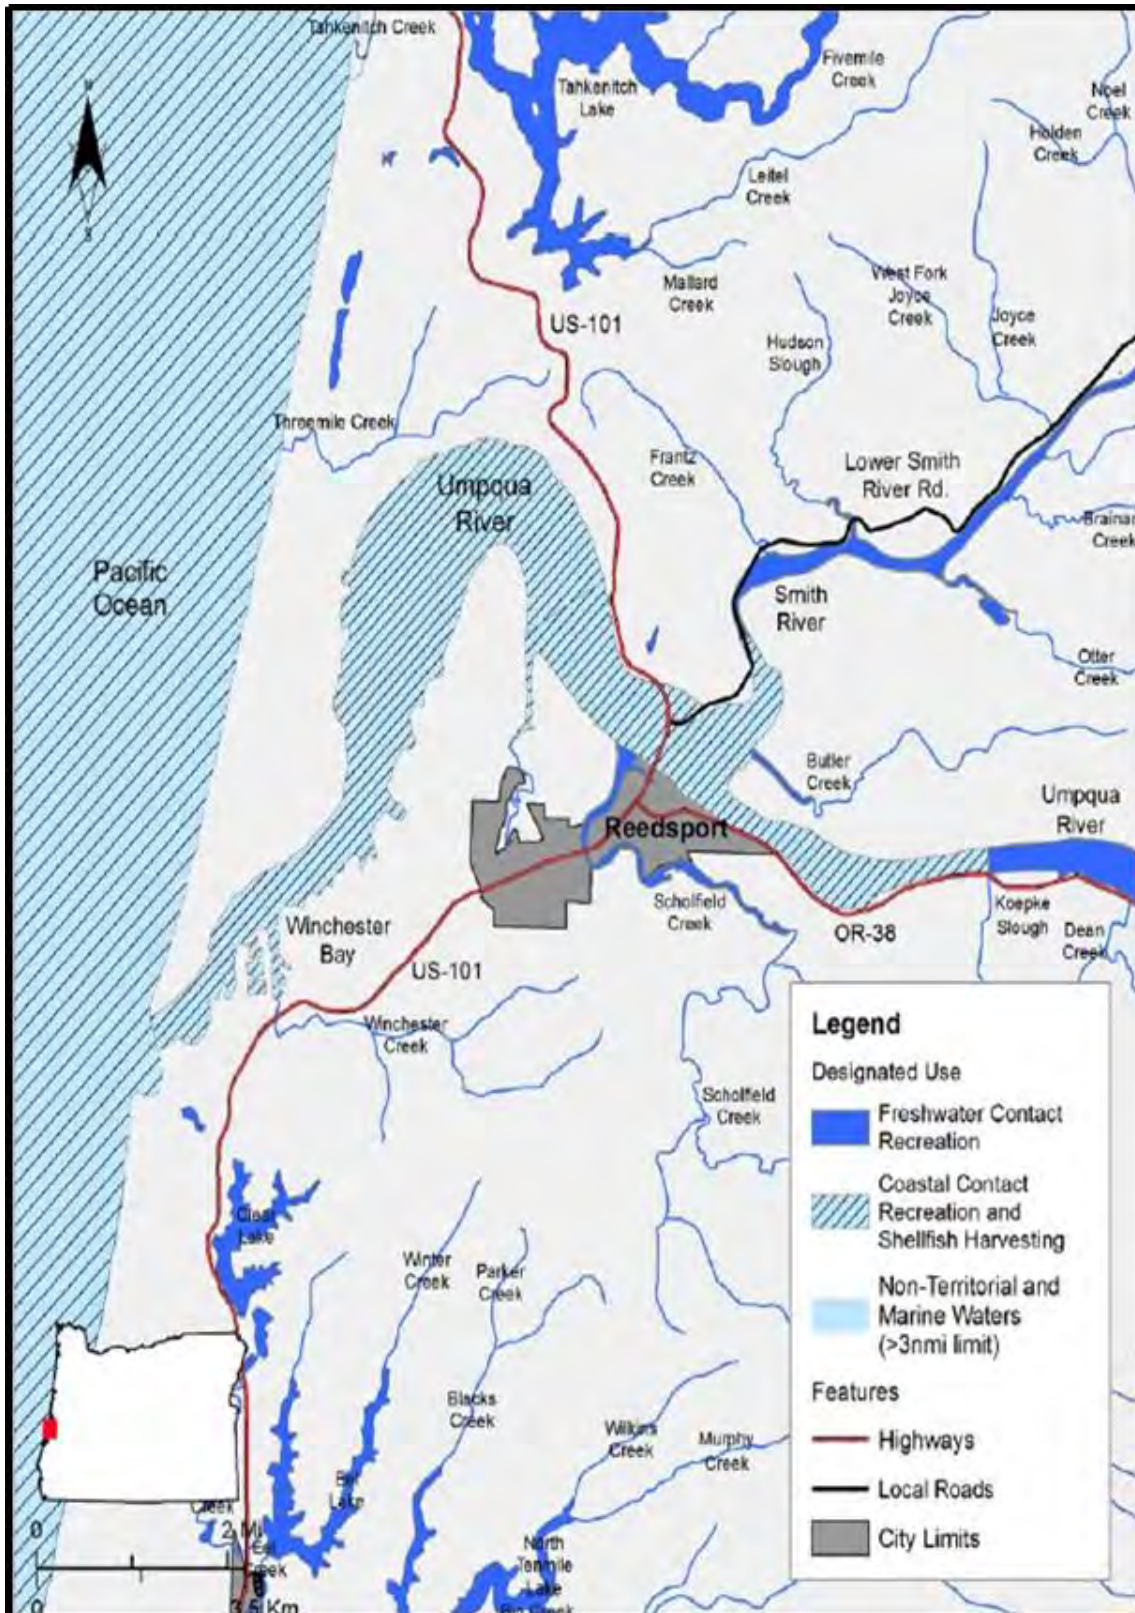 Tahkenitch Creek
Fivemile
Creek
Tahkenitch
Lake
Noel
Creek
Holden
Creek
N
S
Leitel
Creek
Mallard
Creek
West Fork
Joyce
Creek
Joyce
Creek
US-101
Hudson
Slough
Threemile Creek
Frantz
Creek
Lower Smith
River Rd.
Umpqua
River
Brainar
Creek
Pacific
Ocean
Smith
River
Otter
Creek
Butler
Creek
Umpqua
River
Reedsport
Scholfield
Creek
Koepke
Slough
Dean
Creek
OR-38
Winchester
Bay
US-101
Winchester
Creek
Scholfield
Creek
Clear
Lake
Winter
Creek
Parker
Creek
Blacks
Creek
Wilkins
Creek
Murphy
Creek
Eel
Lake
Creek
Eel
Creek
North
Tenmile
Lake
Big Creek
0 2 Mi
0 3.5 Km
Legend
Designated Use
Freshwater Contact
Recreation
Coastal Contact
Recreation and
Shellfish Harvesting
Non-Territorial and
Marine Waters
(>3nmi limit)
Features
Highways
Local Roads
City Limits